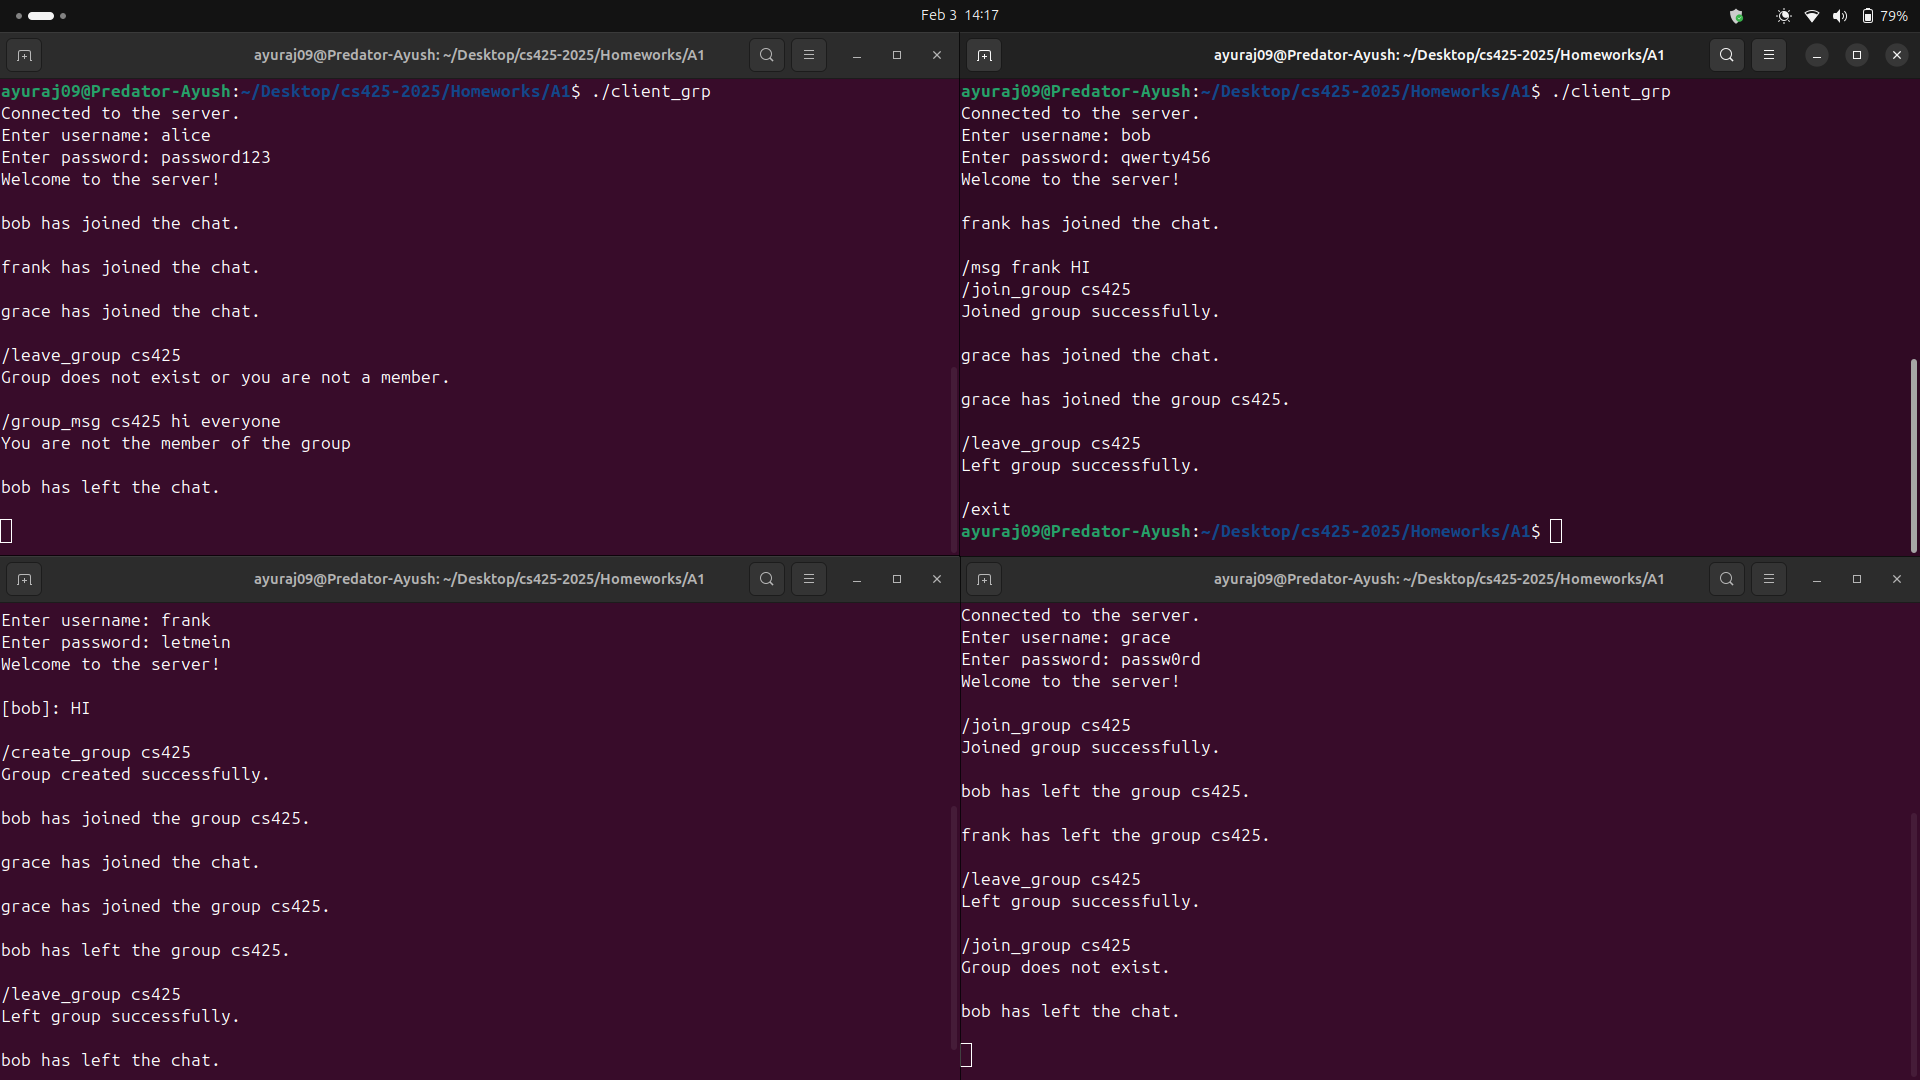 Feb 3 14:17
79%
ayuraj09@Predator-Ayush: ~/Desktop/cs425-2025/Homeworks/A1
ayuraj09@Predator-Ayush:~/Desktop/cs425-2025/Homeworks/A1$ ./client_grp
Connected to the server.
Enter username: alice
Enter password: password123
Welcome to the server!
bob has joined the chat.
frank has joined the chat.
grace has joined the chat.
/leave_group cs425
Group does not exist or you are not a member.
/group_msg cs425 hi everyone
You are not the member of the group
bob has left the chat.
ayuraj09@Predator-Ayush: ~/Desktop/cs425-2025/Homeworks/A1
ayuraj09@Predator-Ayush:~/Desktop/cs425-2025/Homeworks/A1$ ./client_grp
Connected to the server.
Enter username: bob
Enter password: qwerty456
Welcome to the server!
frank has joined the chat.
/msg frank HI
/join_group cs425
Joined group successfully.
grace has joined the chat.
grace has joined the group cs425.
/leave_group cs425
Left group successfully.
/exit
ayuraj09@Predator-Ayush:~/Desktop/cs425-2025/Homeworks/A1$
ayuraj09@Predator-Ayush: ~/Desktop/cs425-2025/Homeworks/A1
Enter username: frank
Enter password: letmein
Welcome to the server!
[bob]: HI
/create_group cs425
Group created successfully.
bob has joined the group cs425.
grace has joined the chat.
grace has joined the group cs425.
bob has left the group cs425.
/leave_group cs425
Left group successfully.
bob has left the chat.
ayuraj09@Predator-Ayush: ~/Desktop/cs425-2025/Homeworks/A1
Connected to the server.
Enter username: grace
Enter password: passw0rd
Welcome to the server!
/join_group cs425
Joined group successfully.
bob has left the group cs425.
frank has left the group cs425.
/leave_group cs425
Left group successfully.
/join_group cs425
Group does not exist.
bob has left the chat.